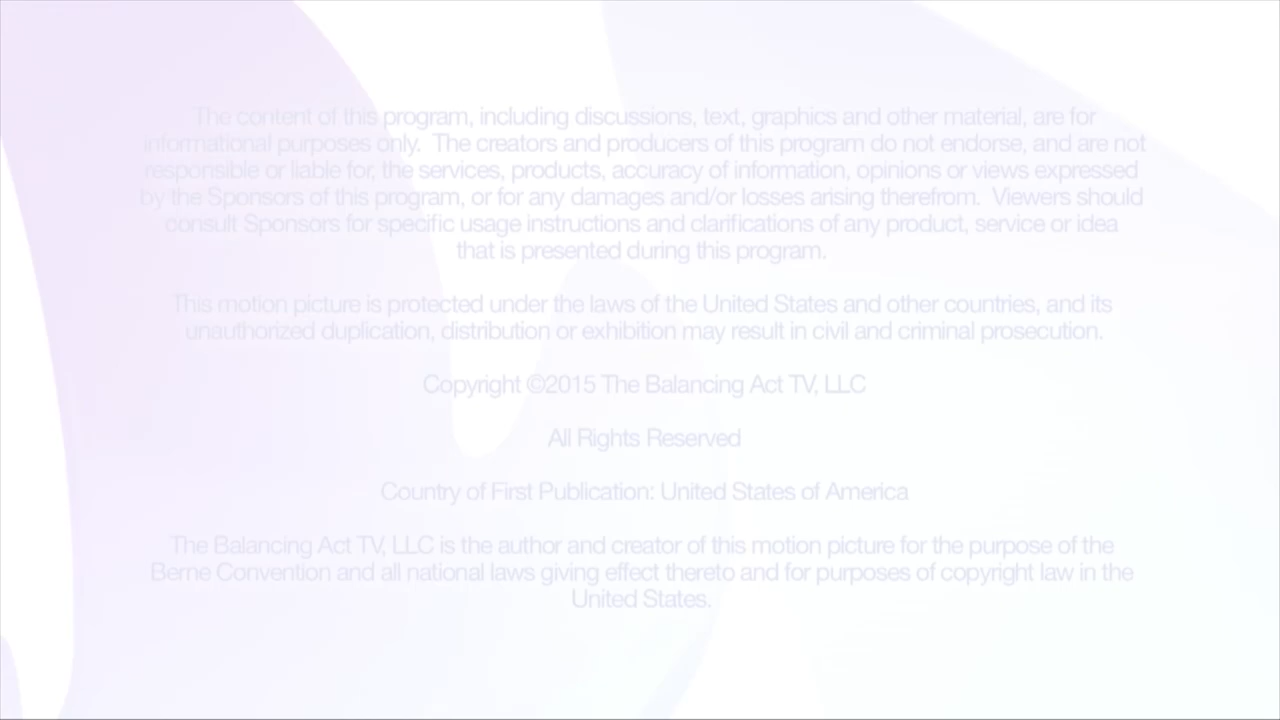 The content of this program, including discussions, text, graphics and other material, are for
informational purposes only.  The creators and producers of this program do not endorse, and are not
responsible or liable for, the services, products, accuracy of information, opinions or views expressed
by the Sponsors of this program, or for any damages and/or losses arising therefrom.  Viewers should
consult Sponsors for specific usage instructions and clarifications of any product, service or idea
that is presented during this program.
This motion picture is protected under the laws of the United States and other countries, and its
unauthorized duplication, distribution or exhibition may result in civil and criminal prosecution.
Copyright ©2015 The Balancing Act TV, LLC
All Rights Reserved
Country of First Publication: United States of America
The Balancing Act TV, LLC is the author and creator of this motion picture for the purpose of the
Berne Convention and all national laws giving effect thereto and for purposes of copyright law in the
United States.